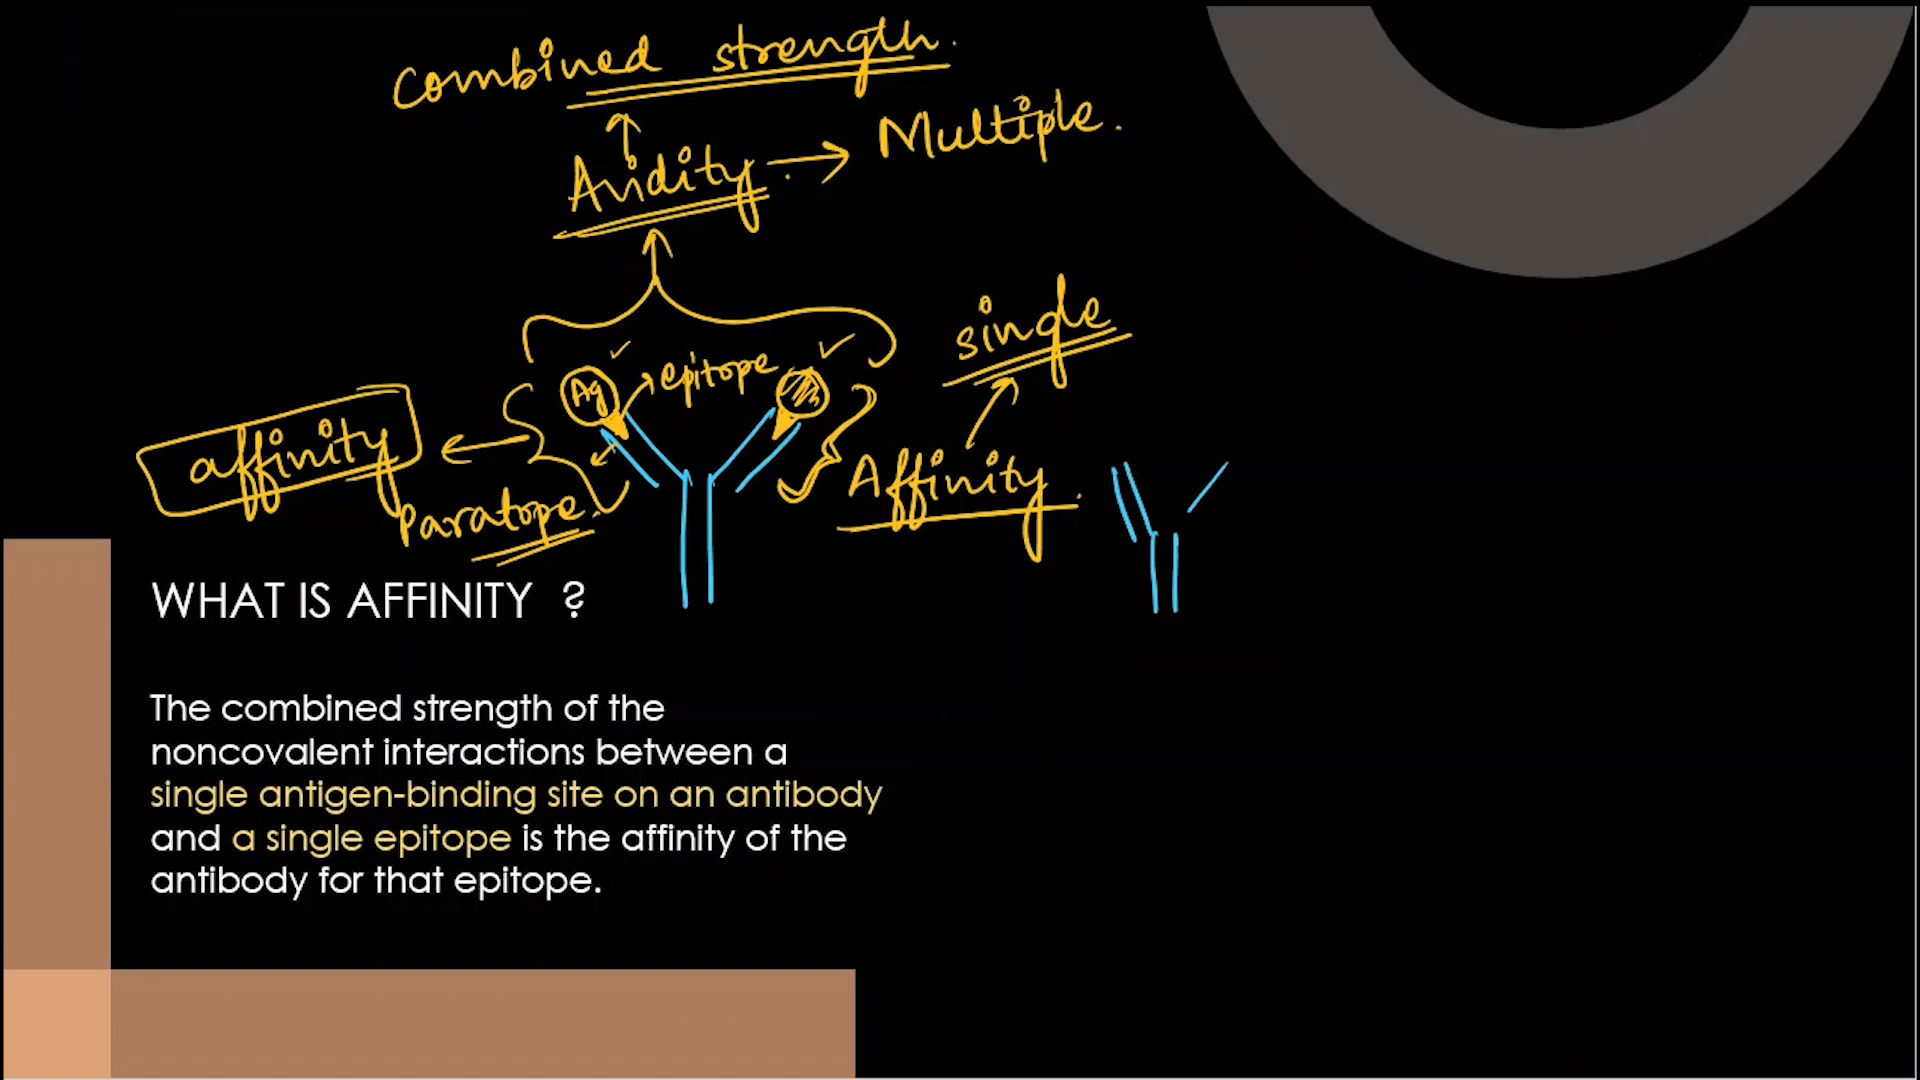 Combined strength.
Avidity. → Multiple.
single
Ag epitope
affinity
Affinity.
Paratope.
WHAT IS AFFINITY ?
The combined strength of the
noncovalent interactions between a
single antigen-binding site on an antibody
and a single epitope is the affinity of the
antibody for that epitope.